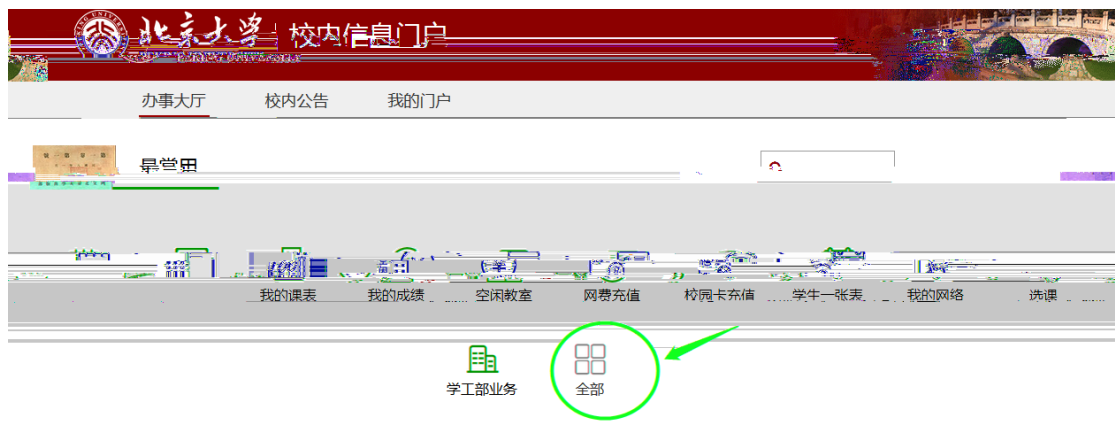 北京大学 校内信息门户
办事大厅 校内公告 我的门户
最常用
我的课表 我的成绩 空闲教室 网费充值 校园卡充值 学生一张表 我的网络 选课
学工部业务 全部